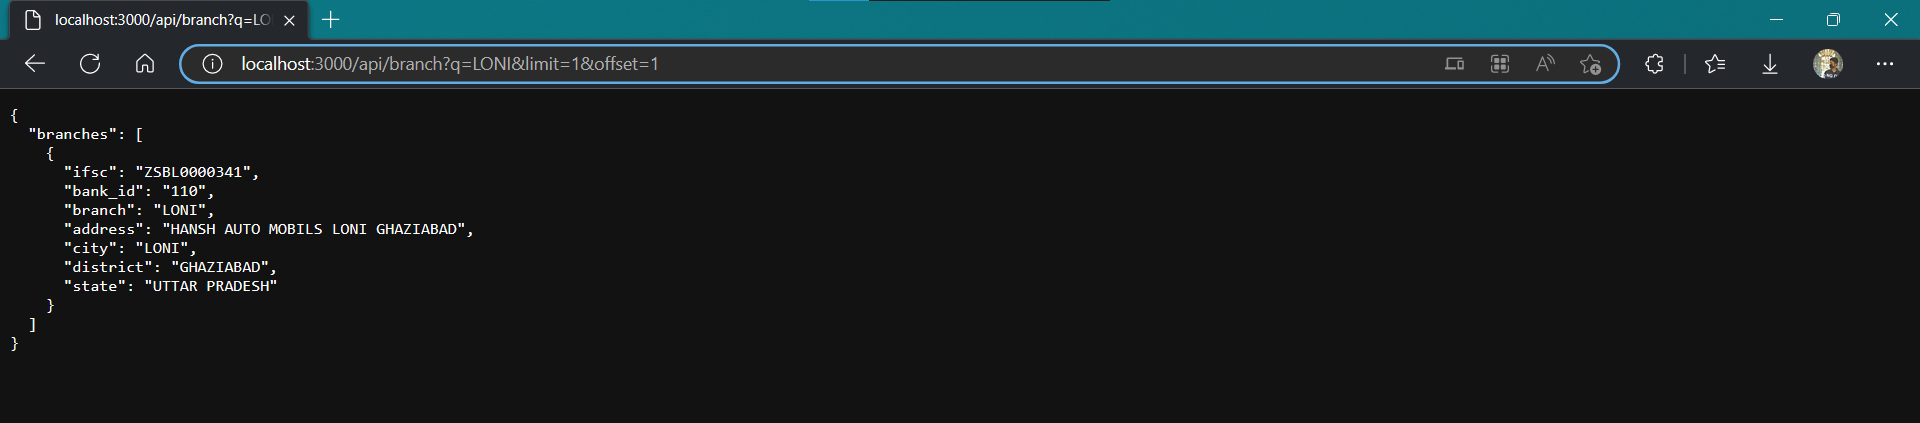 localhost:3000/api/branch?q=LO
localhost:3000/api/branch?q=LONI&limit=1&offset=1
{
  "branches": [
    {
      "ifsc": "ZSBL0000341",
      "bank_id": "110",
      "branch": "LONI",
      "address": "HANSH AUTO MOBILS LONI GHAZIABAD",
      "city": "LONI",
      "district": "GHAZIABAD",
      "state": "UTTAR PRADESH"
    }
  ]
}